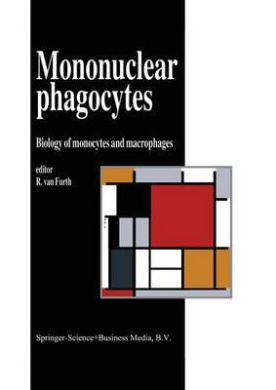 Mononuclear
phagocytes
Biology of monocytes and macrophages
editor
R. van Furth
Springer-Science+Business Media, B.V.